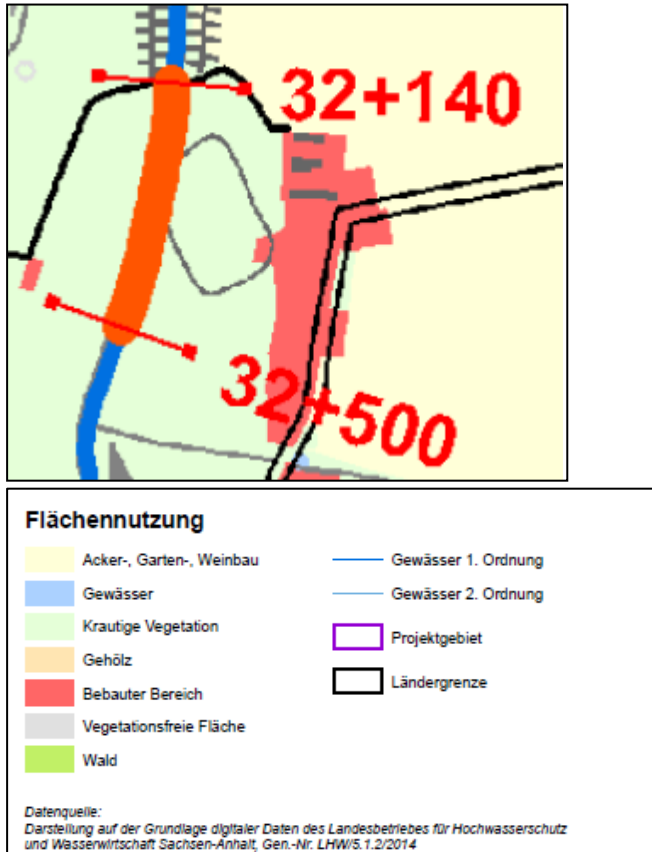 32+140
32+500
Flächennutzung
Acker-, Garten-, Weinbau
Gewässer
Krautige Vegetation
Gehölz
Bebauter Bereich
Vegetationsfreie Fläche
Wald
Gewässer 1. Ordnung
Gewässer 2. Ordnung
Projektgebiet
Ländergrenze
Datenquelle:
Darstellung auf der Grundlage digitaler Daten des Landesbetriebes für Hochwasserschutz
und Wasserwirtschaft Sachsen-Anhalt, Gen.-Nr. LHW/5.1.2/2014